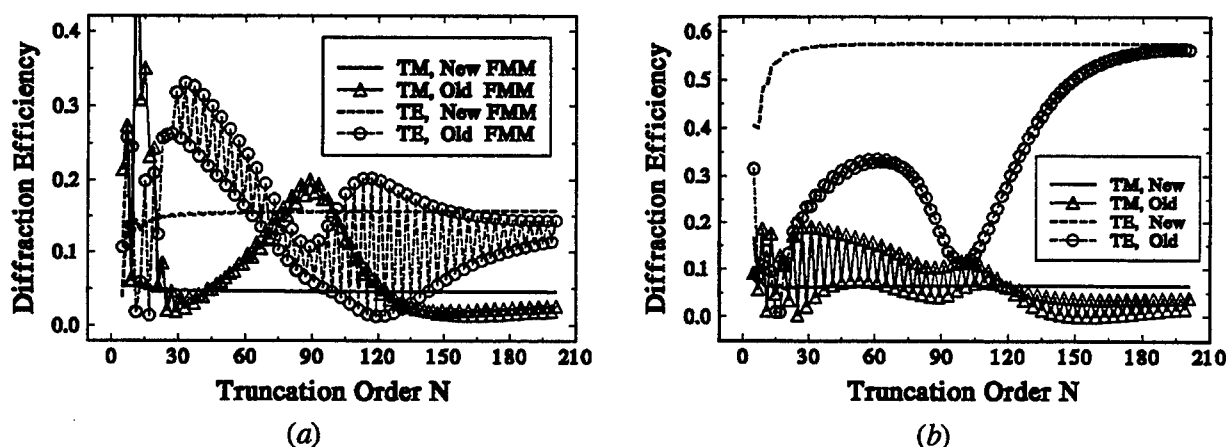 Diffraction Efficiency
0.4
0.3
0.2
0.1
0.0
TM, New FMM
TM, Old FMM
TE, New FMM
TE, Old FMM
0 30 60 90 120 150 180 210
Truncation Order N
(a)
Diffraction Efficiency
0.6
0.5
0.4
0.3
0.2
0.1
0.0
TM, New
TM, Old
TE, New
TE, Old
0 30 60 90 120 150 180 210
Truncation Order N
(b)